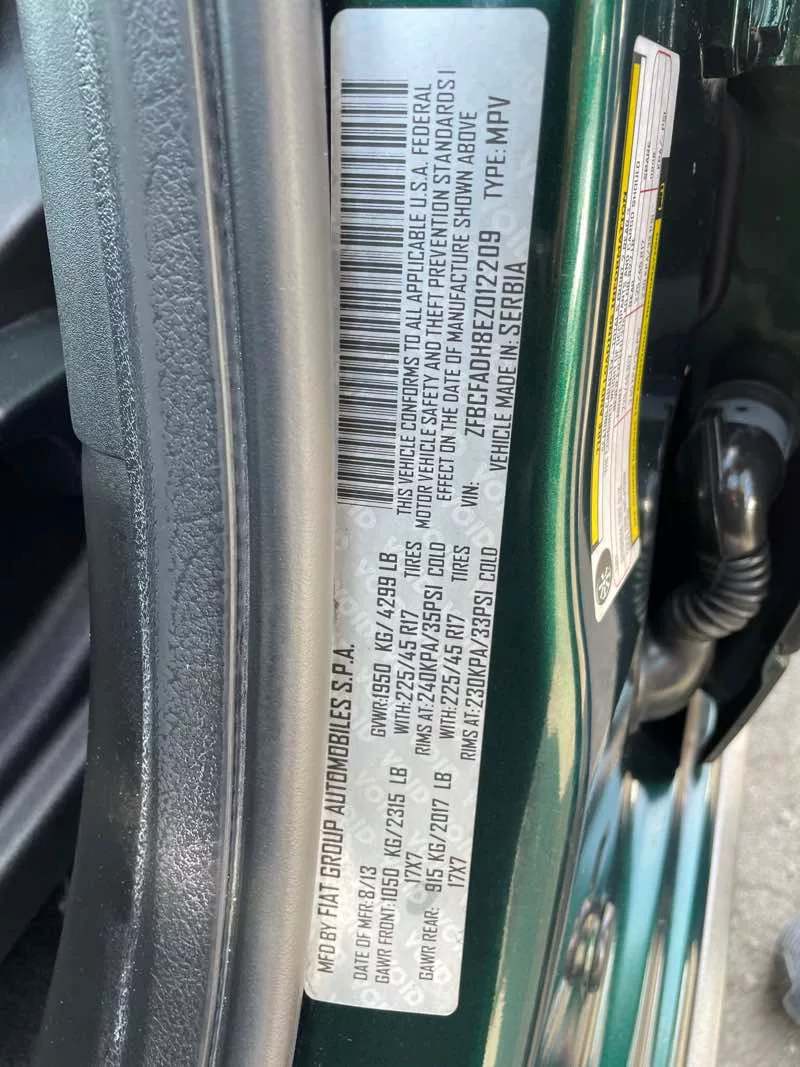 MFD BY FIAT GROUP AUTOMOBILES S.P.A.
DATE OF MFR: 8/13 GVWR: 1950 KG/4299 LB
GAWR FRONT: 1050 KG/2315 LB WITH: 225/45 R17 TIRES
17X7 RIMS AT: 240KPA/35PSI COLD
GAWR REAR: 915 KG/2017 LB WITH: 225/45 R17 TIRES
17X7 RIMS AT: 230KPA/33PSI COLD
THIS VEHICLE CONFORMS TO ALL APPLICABLE U.S.A. FEDERAL
MOTOR VEHICLE SAFETY AND THEFT PREVENTION STANDARDS I
EFFECT ON THE DATE OF MANUFACTURE SHOWN ABOVE
VIN: ZFBCFADH8EZ012209 TYPE: MPV
VEHICLE MADE IN: SERBIA